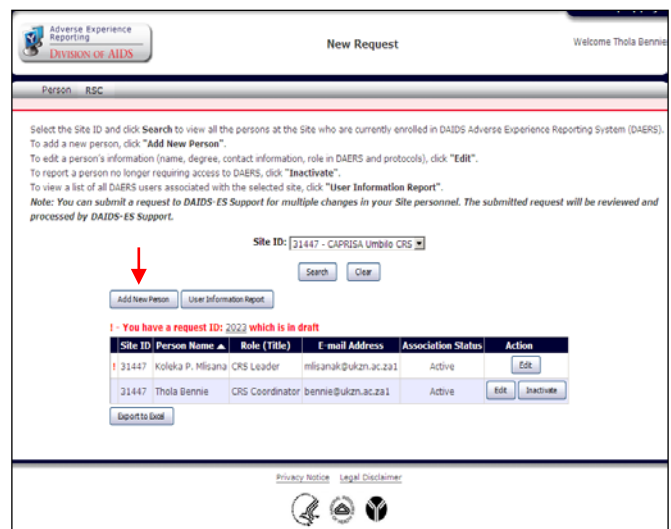 Adverse Experience
Reporting
DIVISION OF AIDS
New Request
Welcome Thola Bennie
Person RSC
Select the Site ID and click Search to view all the persons at the Site who are currently enrolled in DAIDS Adverse Experience Reporting System (DAERS).
To add a new person, click "Add New Person".
To edit a person's information (name, degree, contact information, role in DAERS and protocols), click "Edit".
To report a person no longer requiring access to DAERS, click "Inactivate".
To view a list of all DAERS users associated with the selected site, click "User Information Report".
Note: You can submit a request to DAIDS-ES Support for multiple changes in your Site personnel. The submitted request will be reviewed and
processed by DAIDS-ES Support.
Site ID: 31447 - CAPRISA Umbilo CRS
Search Clear
Add New Person User Information Report
! - You have a request ID: 2023 which is in draft
Site ID Person Name Role (Title) E-mail Address Association Status Action
! 31447 Koleka P. Mlisana CRS Leader mlisanak@ukzn.ac.za1 Active Edit
31447 Thola Bennie CRS Coordinator bennie@ukzn.ac.za1 Active Edit Inactivate
Export to Excel
Privacy Notice Legal Disclaimer